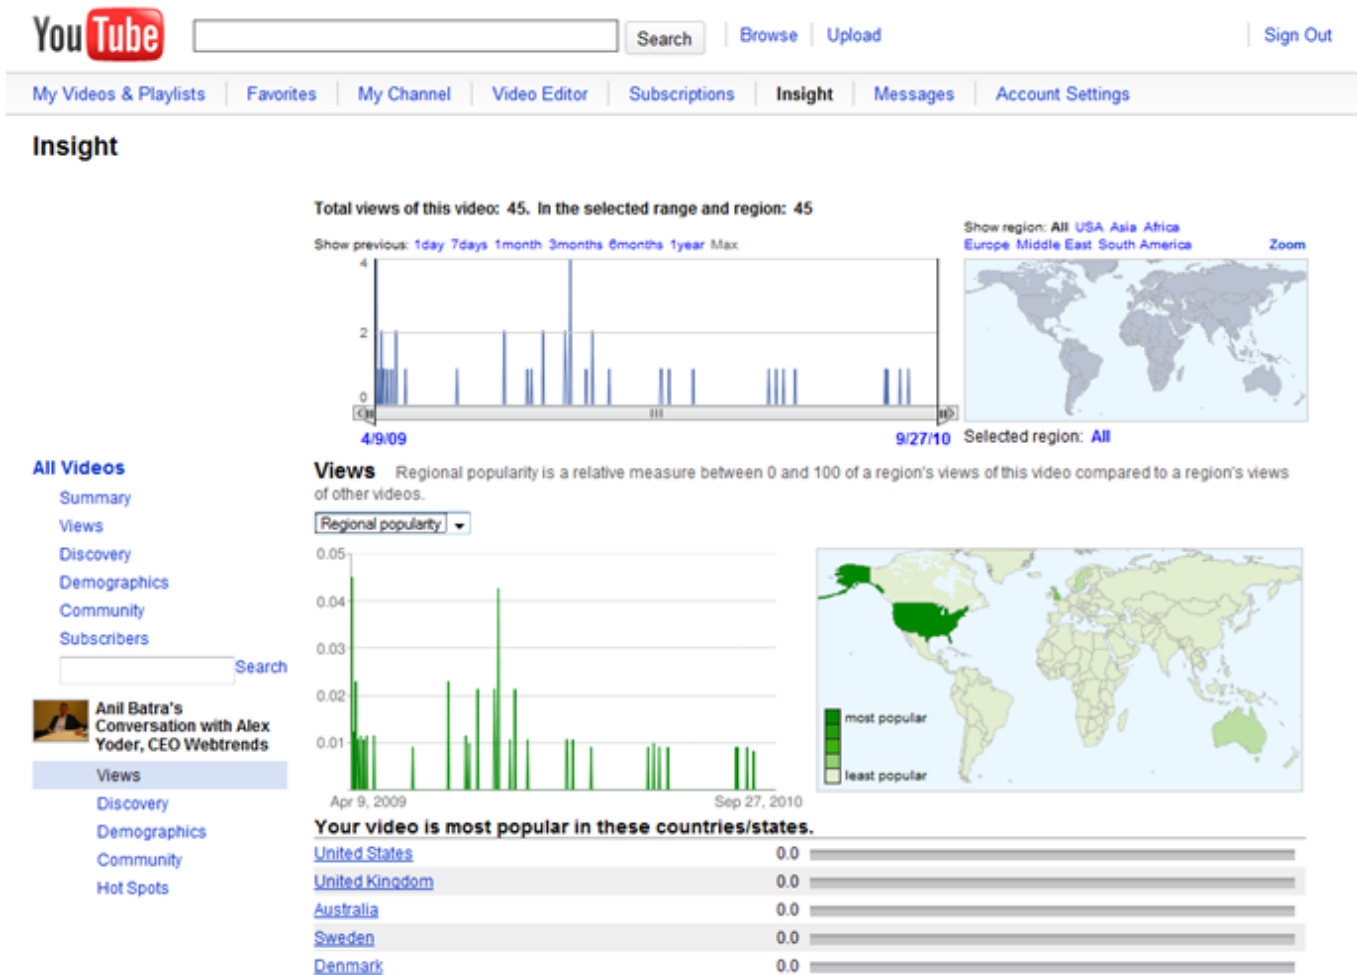 YouTube Search Browse Upload Sign Out
My Videos & Playlists Favorites My Channel Video Editor Subscriptions Insight Messages Account Settings
Insight
Total views of this video: 45. In the selected range and region: 45
Show previous: 1day 7days 1month 3months 6months 1year Max
Show region: All USA Asia Africa
Europe Middle East South America Zoom
4
2
0
4/9/09 9/27/10
Selected region: All
All Videos
Summary
Views
Discovery
Demographics
Community
Subscribers
Search
Anil Batra's
Conversation with Alex
Yoder, CEO Webtrends
Views
Discovery
Demographics
Community
Hot Spots
Views Regional popularity is a relative measure between 0 and 100 of a region's views of this video compared to a region's views
of other videos.
Regional popularity
0.05
0.04
0.03
0.02
0.01
Apr 9, 2009 Sep 27, 2010
most popular
least popular
Your video is most popular in these countries/states.
United States 0.0
United Kingdom 0.0
Australia 0.0
Sweden 0.0
Denmark 0.0